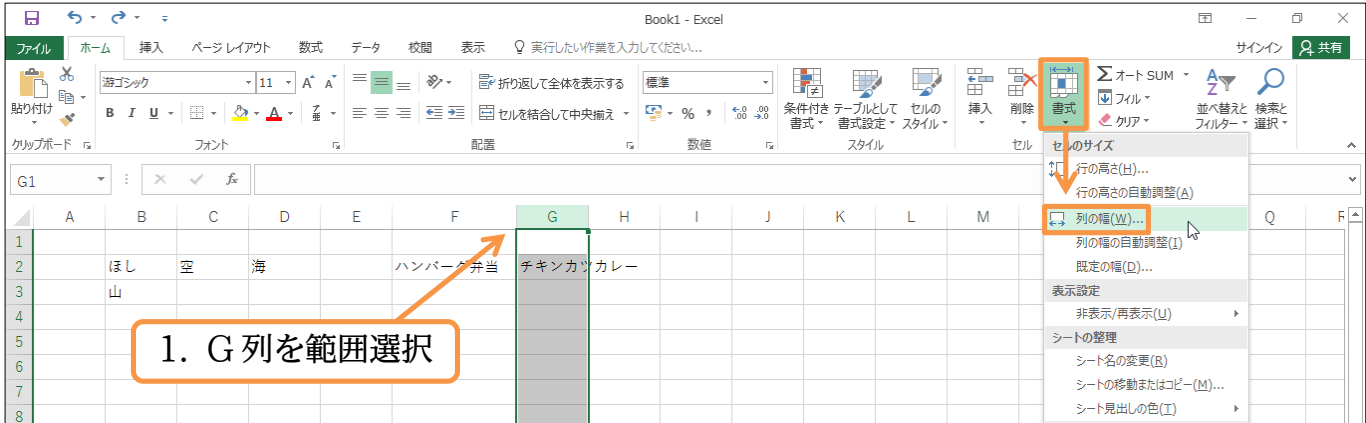 Book1 - Excel
ファイル ホーム 挿入 ページ レイアウト 数式 データ 校閲 表示 実行したい作業を入力してください... サインイン 共有
貼り付け
游ゴシック 11 A A
B I U A
折り返して全体を表示する
セルを結合して中央揃え
標準
% , .0 .00 .00 .0
条件付き書式 テーブルとして書式設定 セルのスタイル
挿入 削除 書式
Σ オート SUM
フィル
クリア
並べ替えとフィルター 検索と選択
クリップボード フォント 配置 数値 スタイル セル
G1 fx
セルのサイズ
行の高さ(H)...
行の高さの自動調整(A)
列の幅(W)...
列の幅の自動調整(I)
既定の幅(D)...
表示設定
非表示/再表示(U)
シートの整理
シート名の変更(R)
シートの移動またはコピー(M)...
シート見出しの色(T)
A B C D E F G H I J K L M Q R
1
2 ほし 空 海 ハンバーグ弁当 チキンカツカレー
3 山
4
5
6
7
8
1. G列を範囲選択